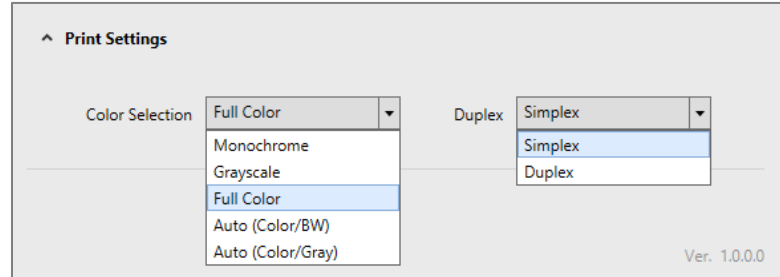 Print Settings
Color Selection Full Color Duplex Simplex
Monochrome Simplex
Grayscale Duplex
Full Color
Auto (Color/BW)
Auto (Color/Gray)
Ver. 1.0.0.0